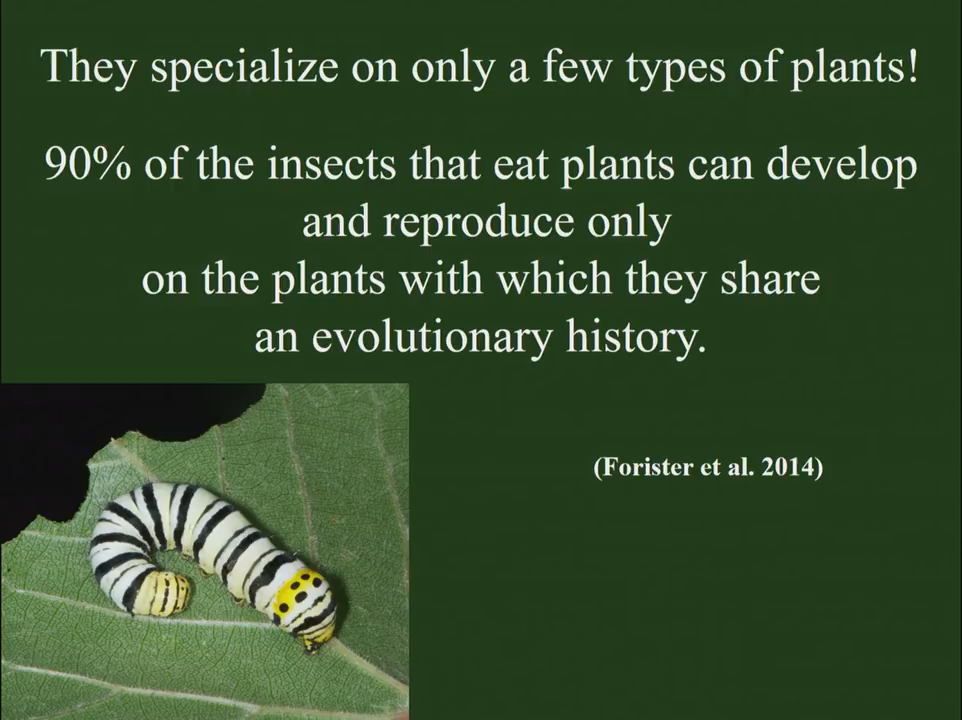 They specialize on only a few types of plants!
90% of the insects that eat plants can develop
and reproduce only
on the plants with which they share
an evolutionary history.
(Forister et al. 2014)